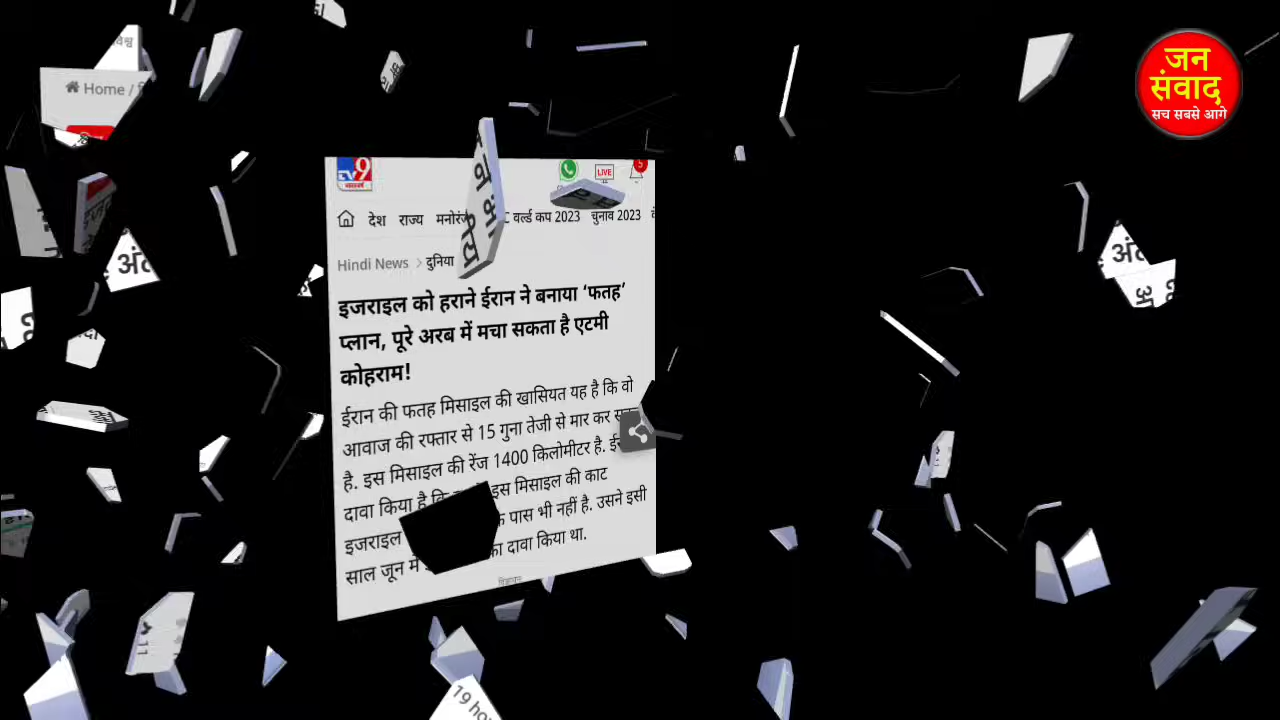 जन
संवाद
सच सबसे आगे
Home /
TV9
LIVE
5
देश राज्य वर्ल्ड कप 2023 चुनाव 2023
Hindi News > दुनिया
इजराइल को हराने ईरान ने बनाया ‘फतह’
प्लान, पूरे अरब में मचा सकता है एटमी
कोहराम!
ईरान की फतह मिसाइल की खासियत यह है कि वो
आवाज की रफ्तार से 15 गुना तेजी से मार कर
है. इस मिसाइल की रेंज 1400 किलोमीटर है.
दावा किया है इस मिसाइल की काट
इजराइल पास भी नहीं है. उसने इसी
साल जून में का दावा किया था.
विज्ञापन